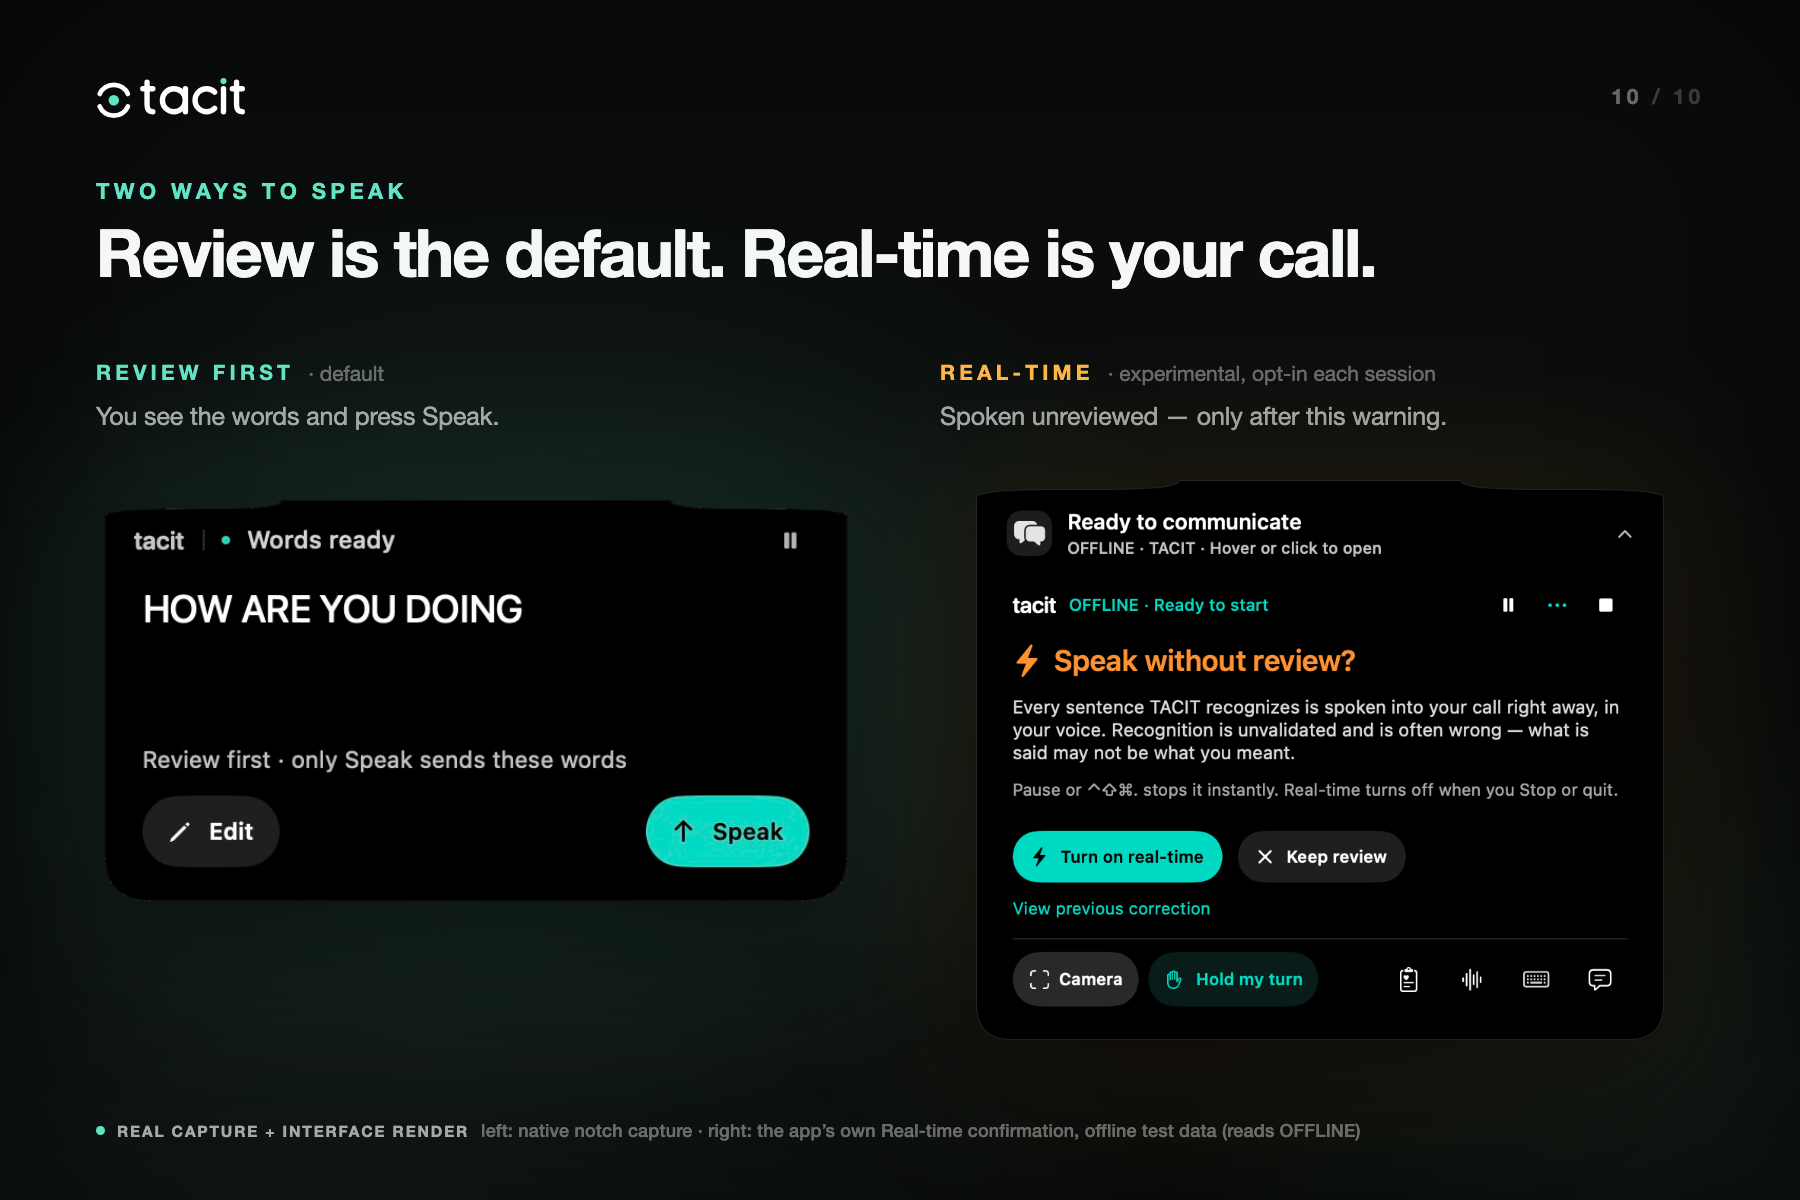 tacit
10 / 10
TWO WAYS TO SPEAK
Review is the default. Real-time is your call.
REVIEW FIRST · default
You see the words and press Speak.
tacit | • Words ready
HOW ARE YOU DOING
Review first · only Speak sends these words
Edit
Speak
REAL-TIME · experimental, opt-in each session
Spoken unreviewed — only after this warning.
Ready to communicate
OFFLINE · TACIT · Hover or click to open
tacit OFFLINE · Ready to start
Speak without review?
Every sentence TACIT recognizes is spoken into your call right away, in
your voice. Recognition is unvalidated and is often wrong — what is
said may not be what you meant.
Pause or ⌃⇧⌘. stops it instantly. Real-time turns off when you Stop or quit.
Turn on real-time
Keep review
View previous correction
Camera
Hold my turn
• REAL CAPTURE + INTERFACE RENDER left: native notch capture · right: the app’s own Real-time confirmation, offline test data (reads OFFLINE)